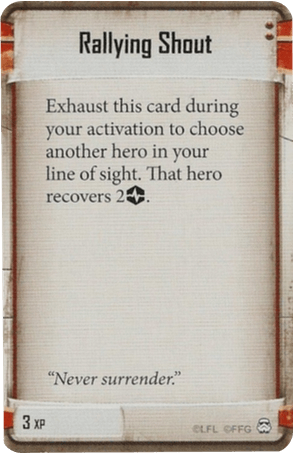 Rallying Shout
Exhaust this card during
your activation to choose
another hero in your
line of sight. That hero
recovers 2.
“Never surrender.”
3 XP
©LFL ©FFG